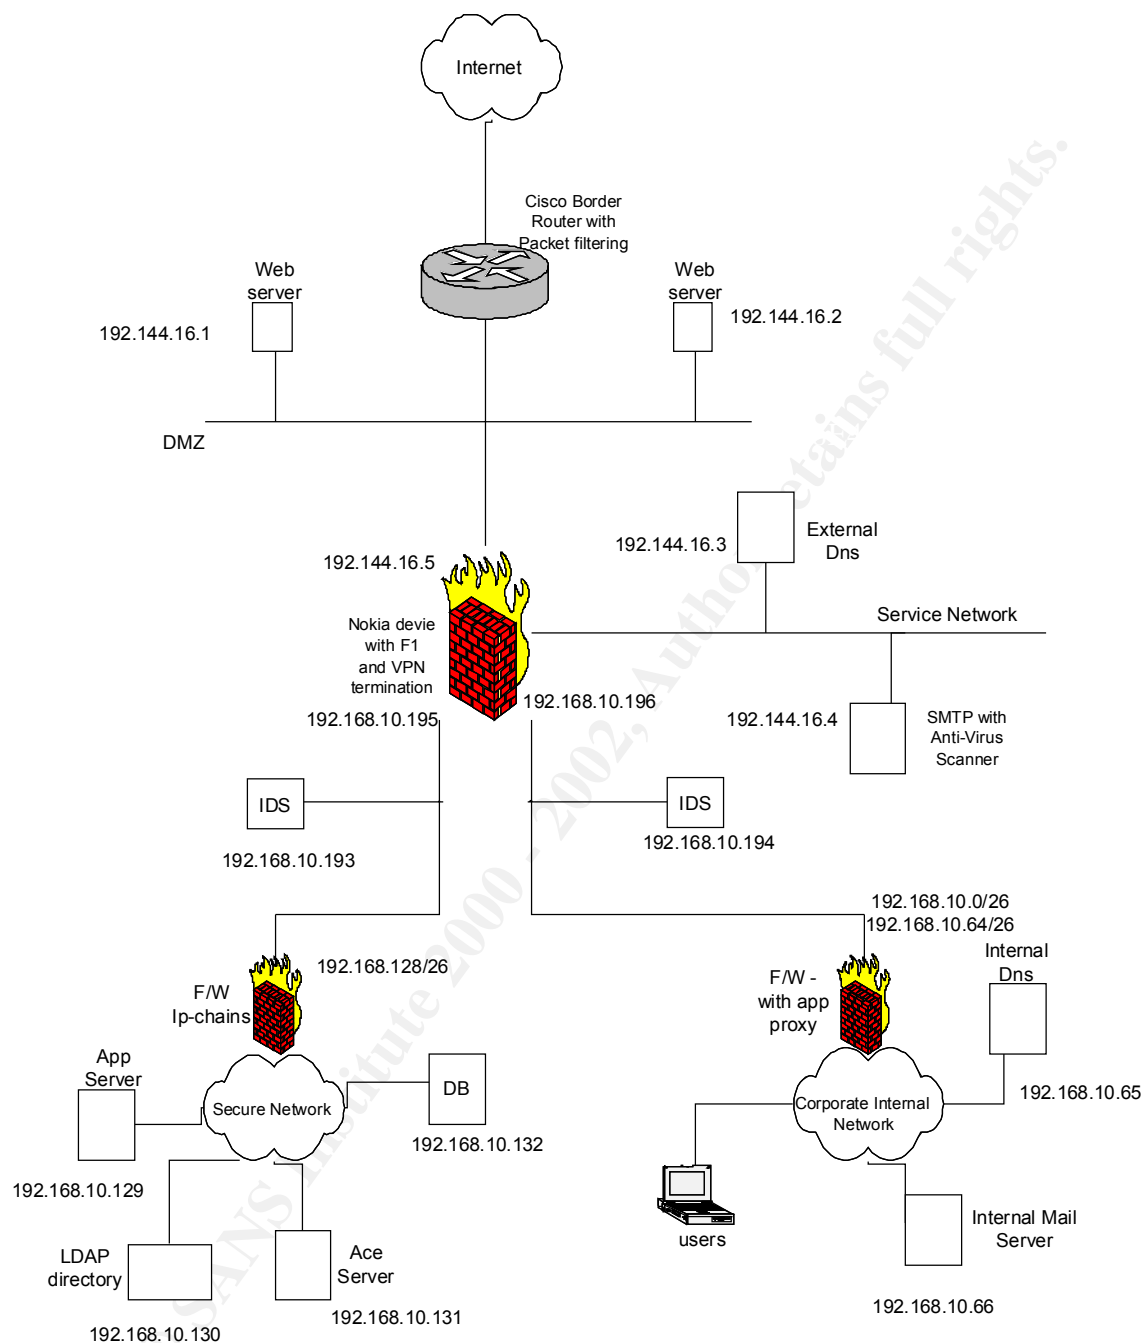 Internet
Cisco Border
Router with
Packet filtering
Web
server
192.144.16.1
Web
server
192.144.16.2
DMZ
192.144.16.5
192.144.16.3
External
Dns
Service Network
Nokia devie
with F1
and VPN
termination
192.168.10.195
192.168.10.196
192.144.16.4
SMTP with
Anti-Virus
Scanner
IDS
192.168.10.193
IDS
192.168.10.194
192.168.10.0/26
192.168.10.64/26
192.168.128/26
F/W
Ip-chains
F/W -
with app
proxy
Internal
Dns
192.168.10.65
App
Server
192.168.10.129
Secure Network
DB
192.168.10.132
Corporate Internal
Network
LDAP
directory
192.168.10.130
Ace
Server
192.168.10.131
users
Internal Mail
Server
192.168.10.66
SANS Institute 2000 - 2002, Author retains full rights.